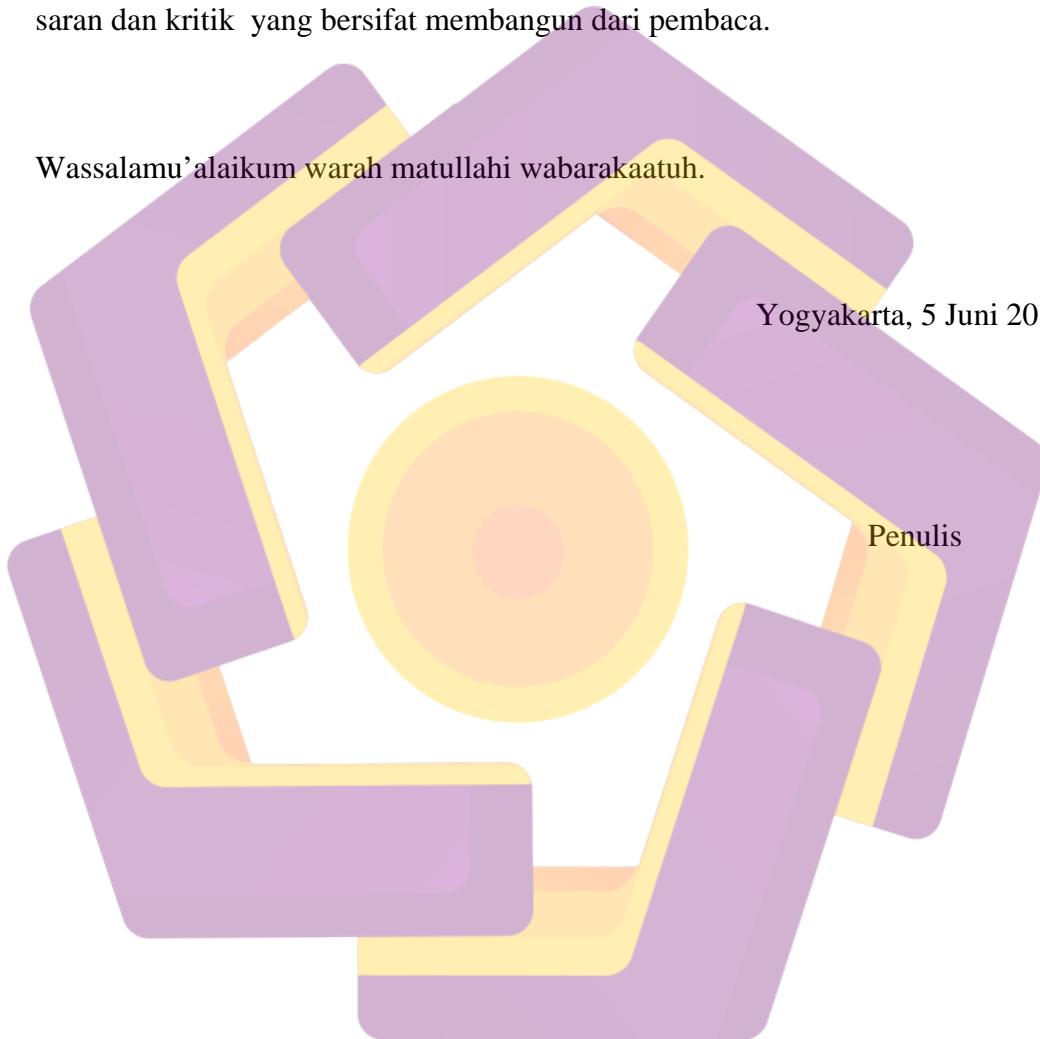 saran dan kritik  yang bersifat membangun dari pembaca.
Wassalamu’alaikum warah matullahi wabarakaatuh.
Yogyakarta, 5 Juni 20
Penulis